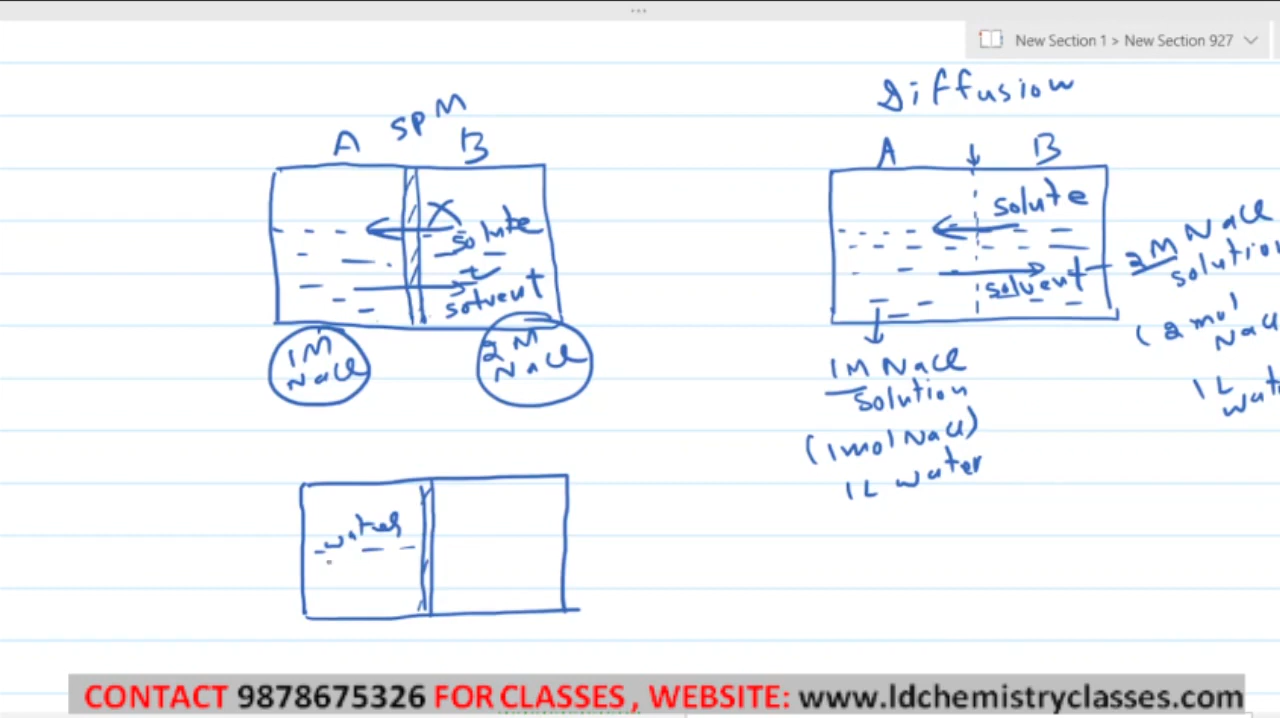 New Section 1 > New Section 927
Diffusion
A SPM B
solute
solvent
1M
NaCl
2M
NaCl
water
A B
solute
solvent
2M NaCl
solution
(2 mol
NaCl
1L
wate
1M NaCl
solution
(1mol NaCl)
1L water
CONTACT 9878675326 FOR CLASSES , WEBSITE: www.ldchemistryclasses.com